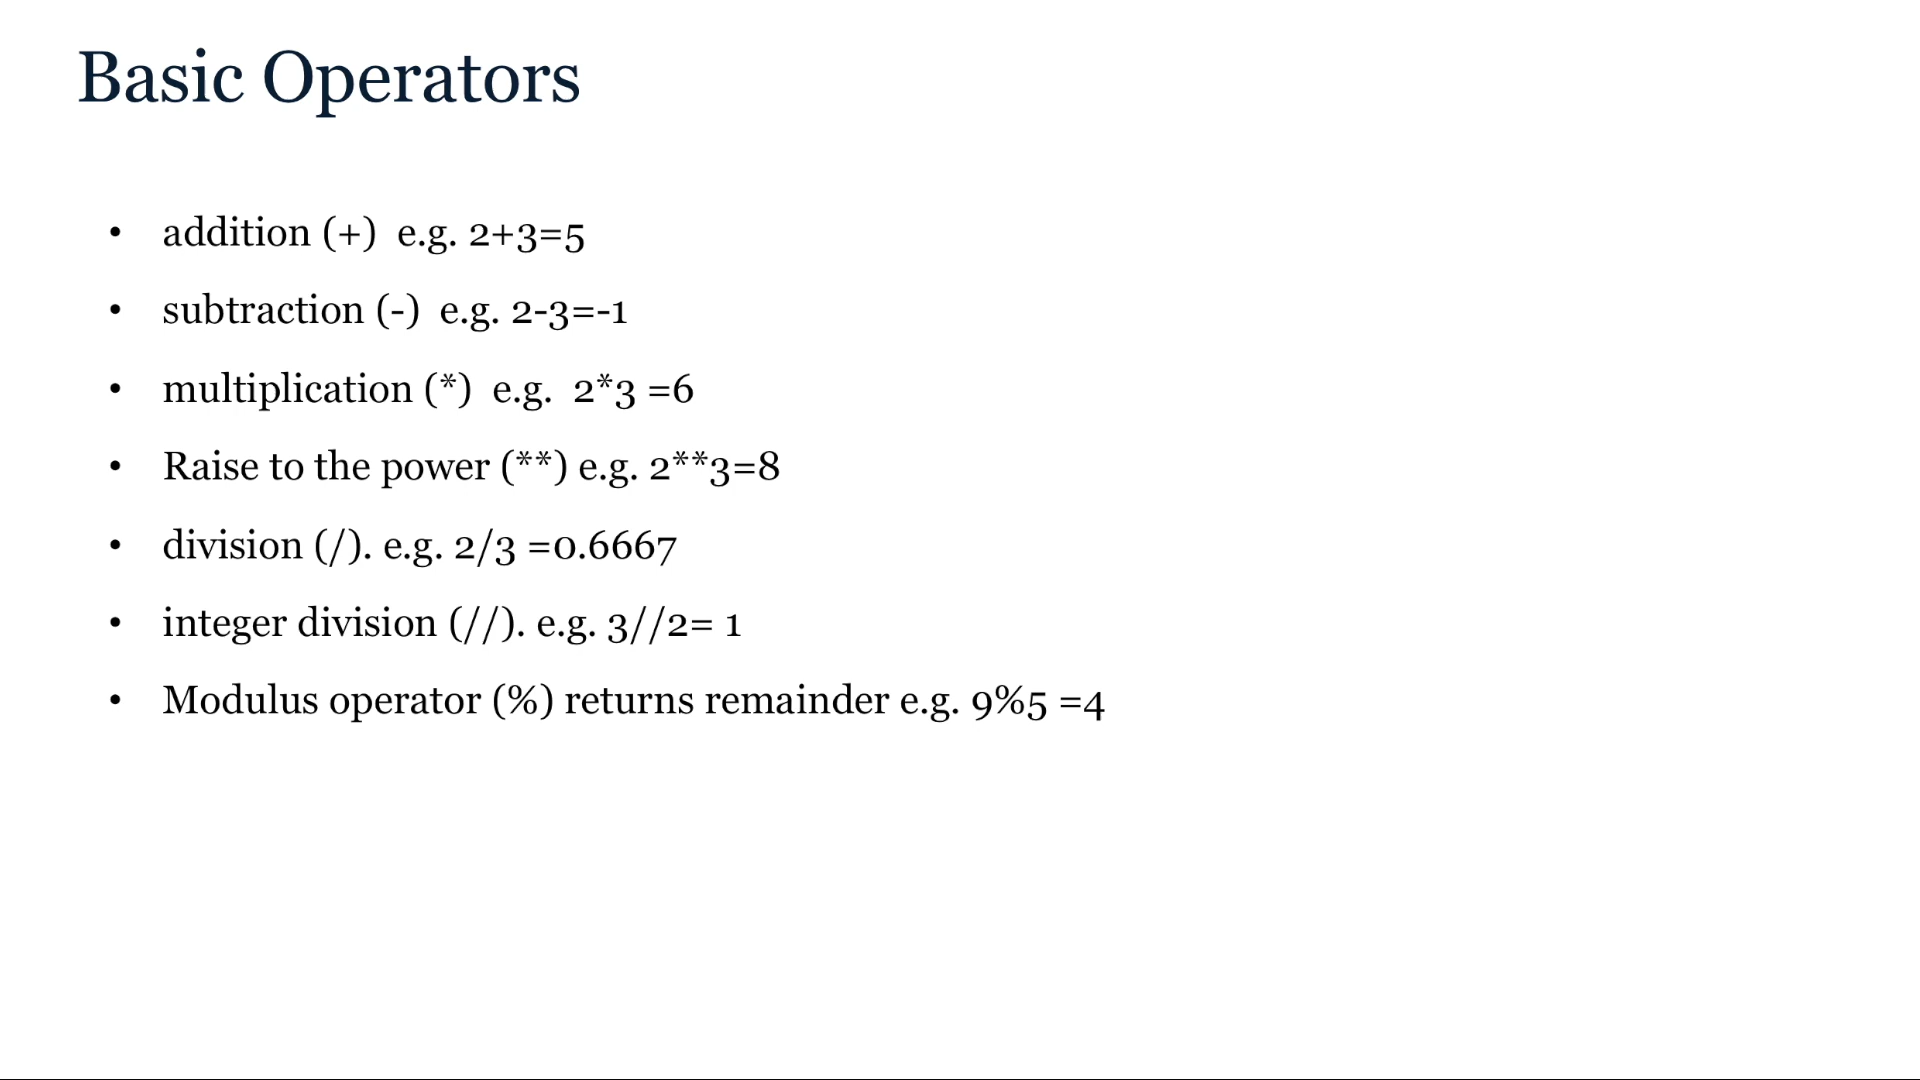 Basic Operators
• addition (+)  e.g. 2+3=5
• subtraction (-)  e.g. 2-3=-1
• multiplication (*)  e.g.  2*3 =6
• Raise to the power (**) e.g. 2**3=8
• division (/). e.g. 2/3 =0.6667
• integer division (//). e.g. 3//2= 1
• Modulus operator (%) returns remainder e.g. 9%5 =4